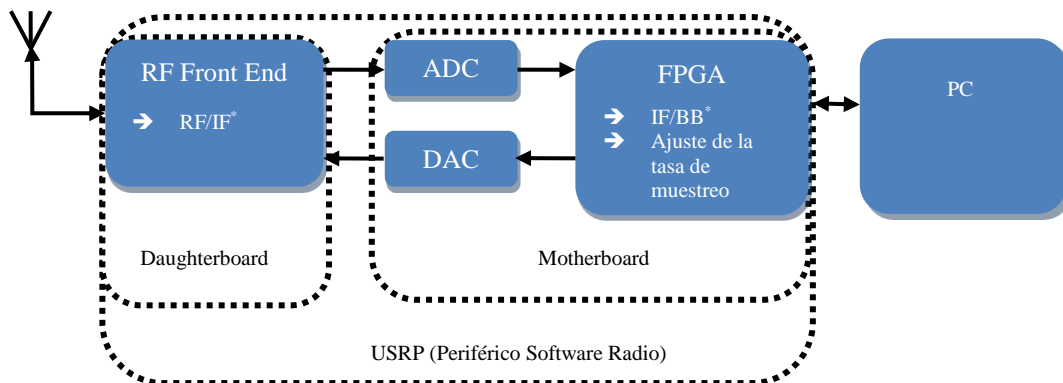 RF Front End
➔ RF/IF*
ADC
DAC
FPGA
➔ IF/BB*
➔ Ajuste de la
tasa de
muestreo
PC
Daughterboard
Motherboard
USRP (Periférico Software Radio)